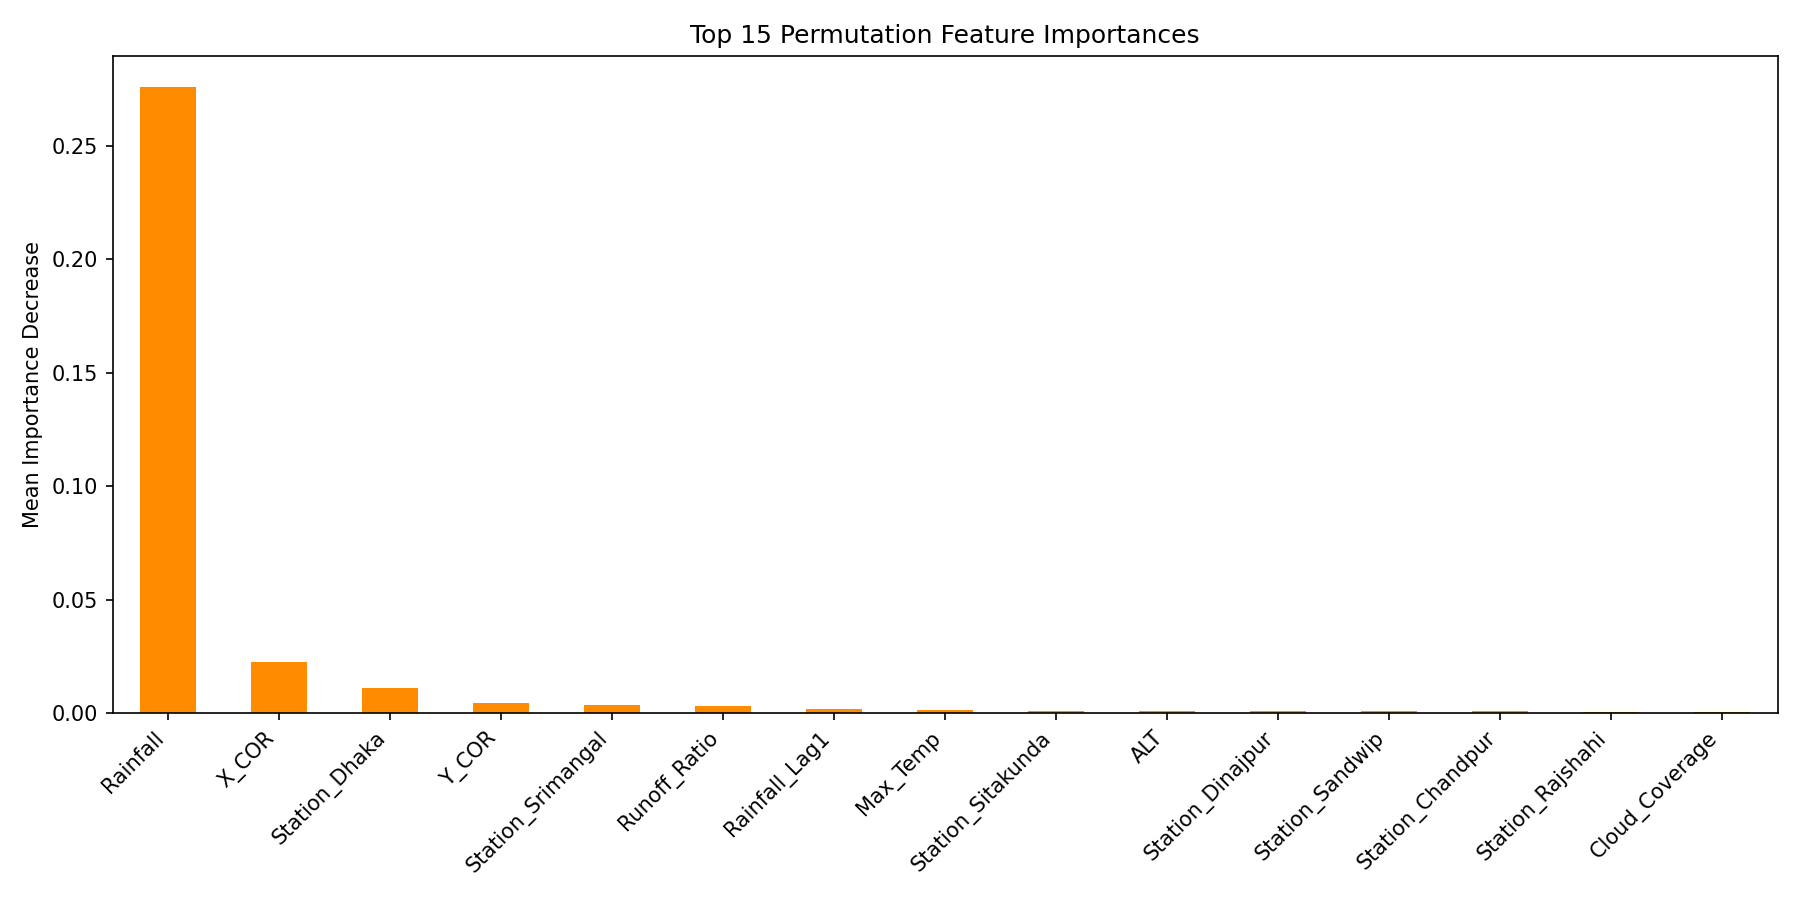 Top 15 Permutation Feature Importances
Mean Importance Decrease
0.25
0.20
0.15
0.10
0.05
0.00
Rainfall
X_COR
Station_Dhaka
Y_COR
Station_Srimangal
Runoff_Ratio
Rainfall_Lag1
Max_Temp
Station_Sitakunda
ALT
Station_Dinajpur
Station_Sandwip
Station_Chandpur
Station_Rajshahi
Cloud_Coverage